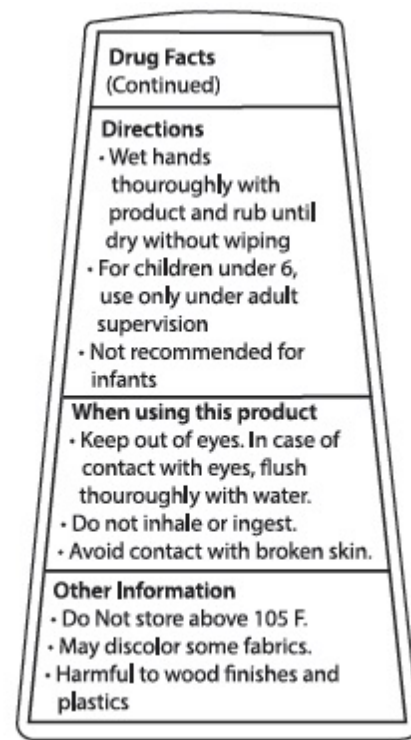 Drug Facts
(Continued)
Directions
• Wet hands
thouroughly with
product and rub until
dry without wiping
• For children under 6,
use only under adult
supervision
• Not recommended for
infants
When using this product
• Keep out of eyes. In case of
contact with eyes, flush
thouroughly with water.
• Do not inhale or ingest.
• Avoid contact with broken skin.
Other Information
• Do Not store above 105 F.
• May discolor some fabrics.
• Harmful to wood finishes and
plastics